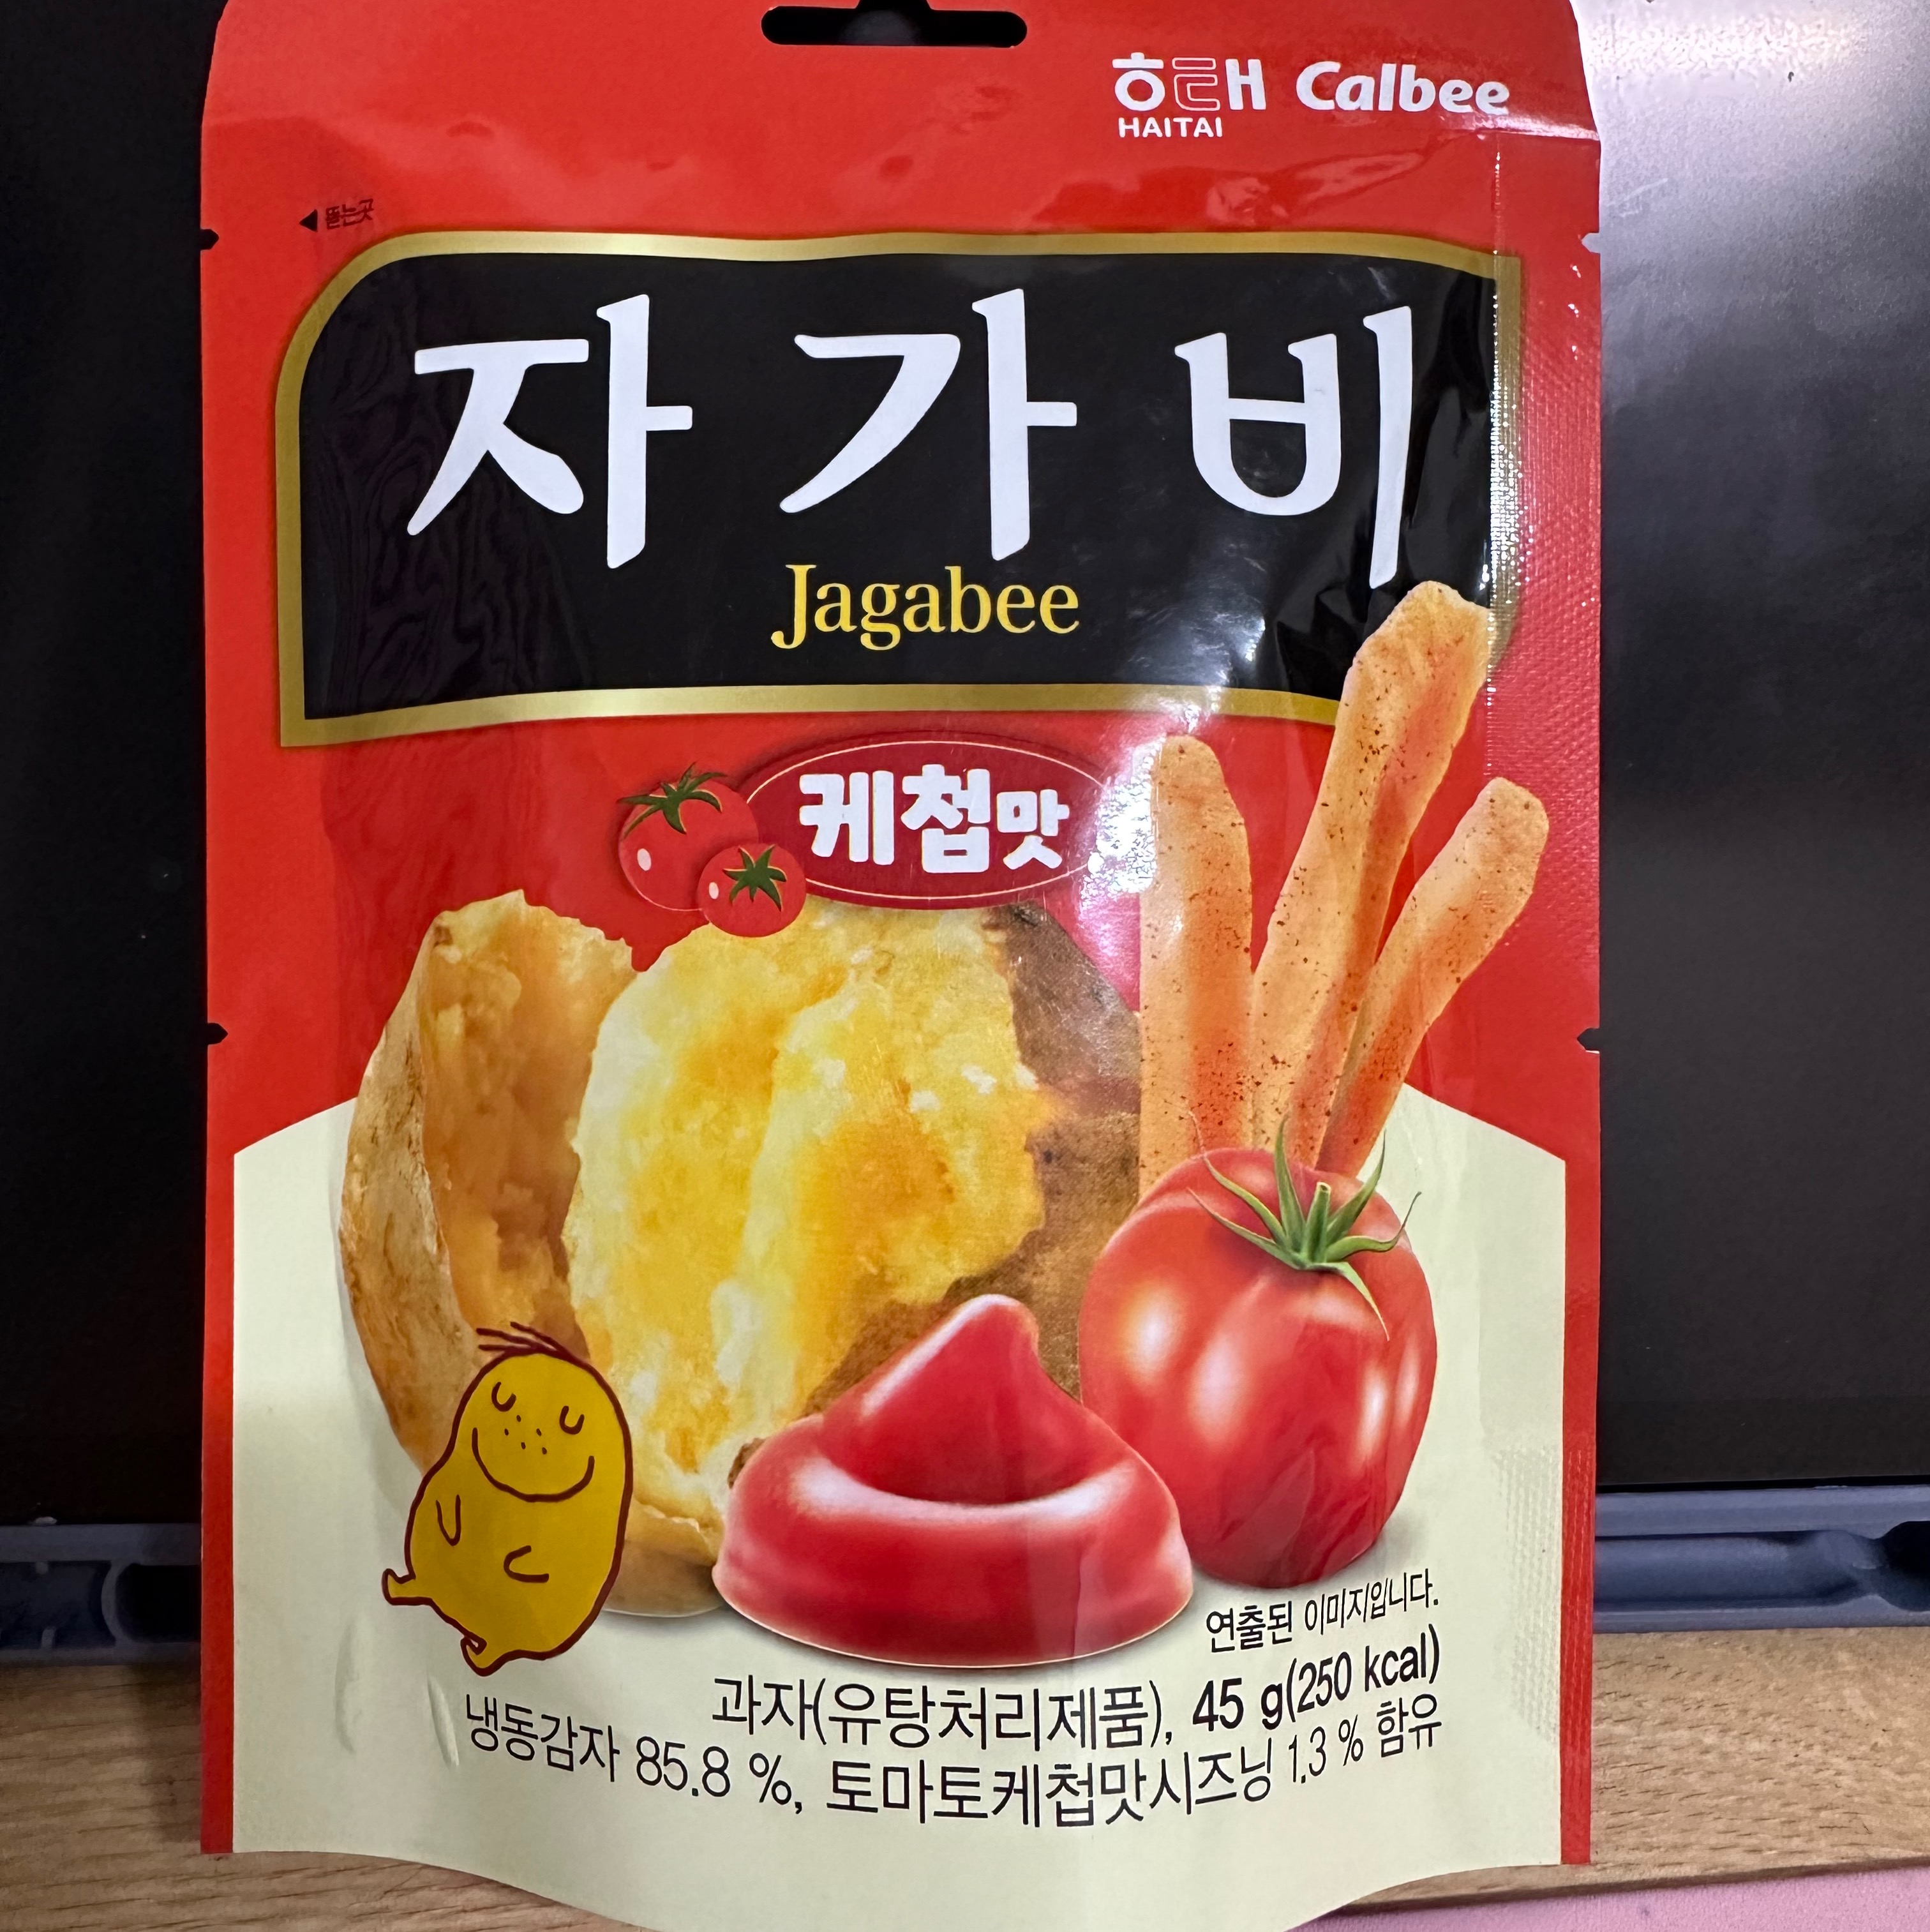 해태 Calbee
HAITAI
◀뜯는곳
자가비
Jagabee
케첩맛
연출된 이미지입니다.
과자(유탕처리제품), 45 g(250 kcal)
냉동감자 85.8 %, 토마토케첩맛시즈닝 1.3 % 함유